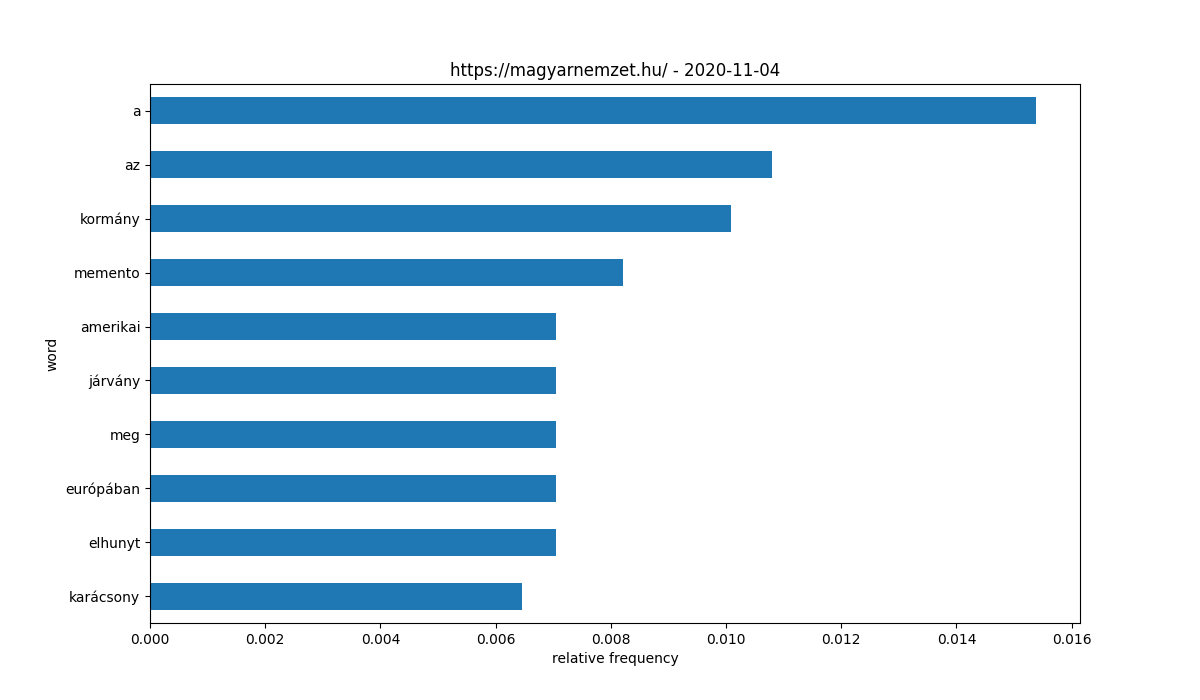 https://magyarnemzet.hu/ - 2020-11-04
a
az
kormány
memento
amerikai
járvány
meg
európában
elhunyt
karácsony
word
0.000 0.002 0.004 0.006 0.008 0.010 0.012 0.014 0.016
relative frequency